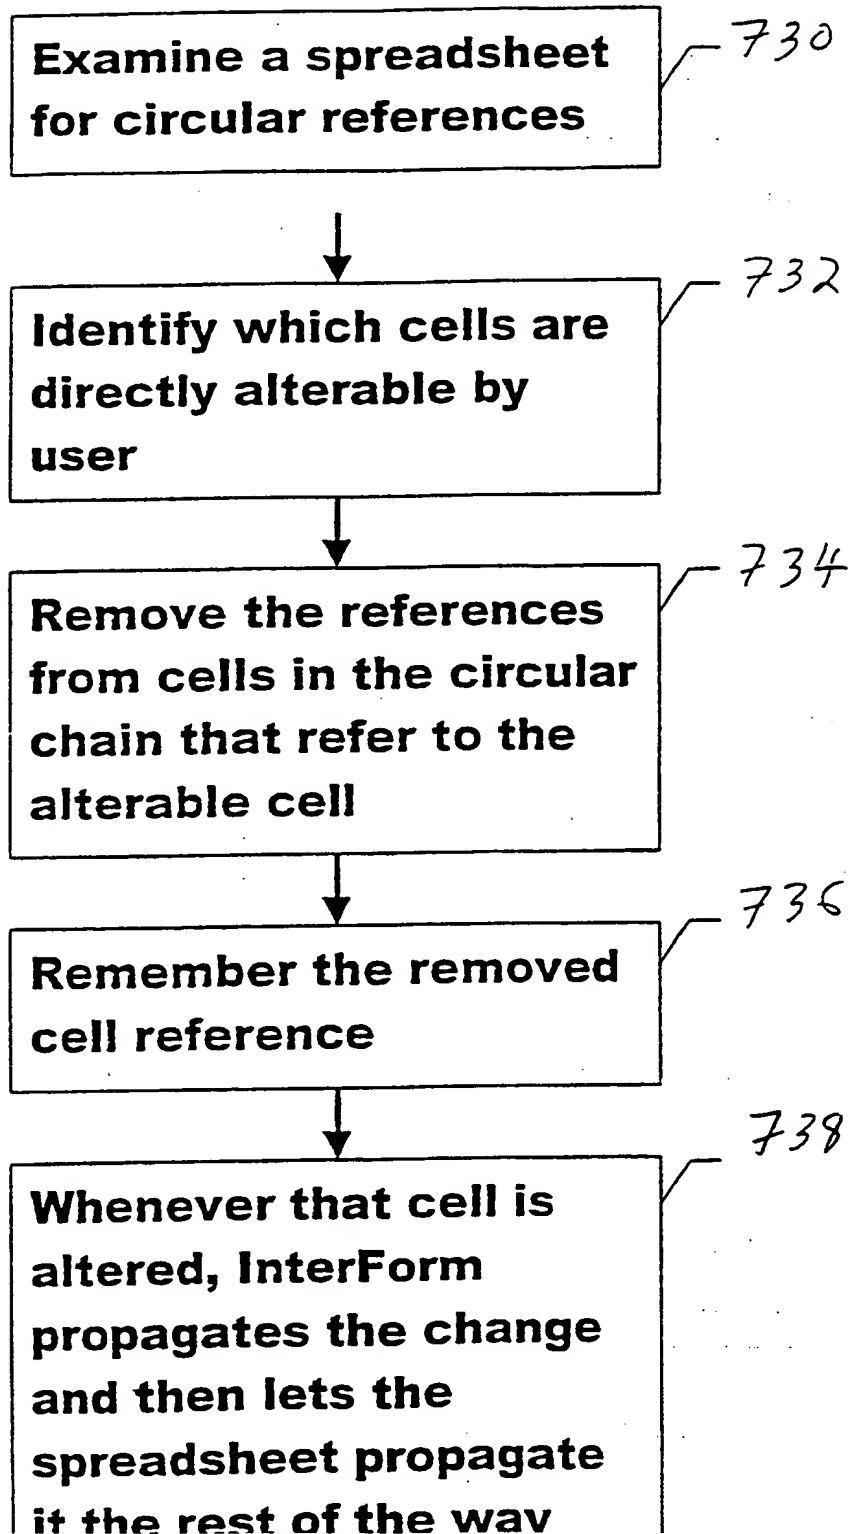 Examine a spreadsheet
for circular references
730
Identify which cells are
directly alterable by
user
732
Remove the references
from cells in the circular
chain that refer to the
alterable cell
734
Remember the removed
cell reference
736
Whenever that cell is
altered, InterForm
propagates the change
and then lets the
spreadsheet propagate
it the rest of the way
738